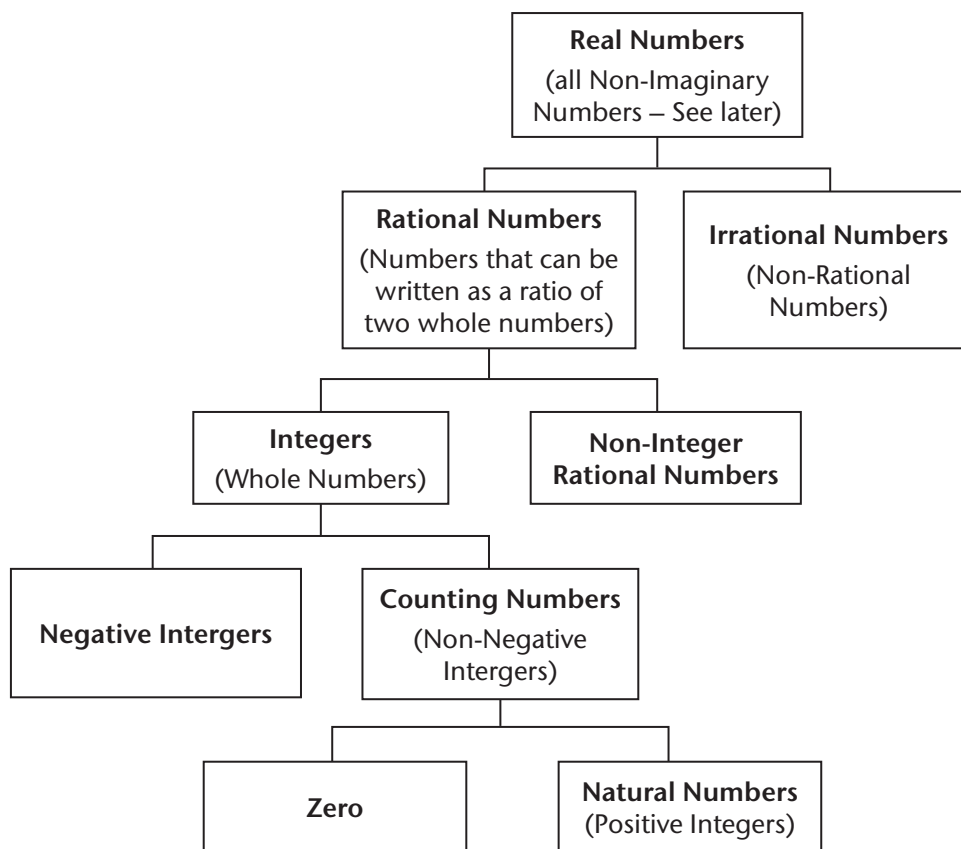 Real Numbers
(all Non-Imaginary
Numbers – See later)
Rational Numbers
(Numbers that can be
written as a ratio of
two whole numbers)
Irrational Numbers
(Non-Rational
Numbers)
Integers
(Whole Numbers)
Non-Integer
Rational Numbers
Negative Intergers
Counting Numbers
(Non-Negative
Intergers)
Zero
Natural Numbers
(Positive Integers)